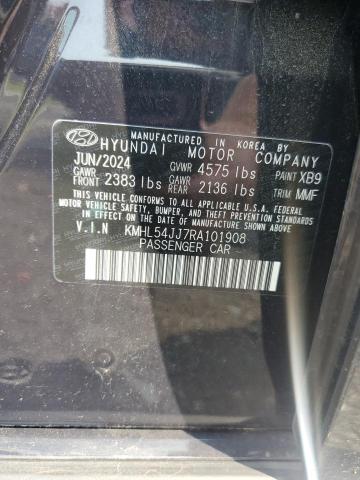 MANUFACTURED IN KOREA BY
HYUNDAI MOTOR COMPANY
JUN/2024 GVWR 4575 lbs PAINT XB9
GAWR FRONT 2383 lbs GAWR REAR 2136 lbs TRIM MMF
THIS VEHICLE CONFORMS TO ALL APPLICABLE U.S.A. FEDERAL
MOTOR VEHICLE SAFETY, BUMPER, AND THEFT PREVENTION STANDARDS
IN EFFECT ON THE DATE OF MANUFACTURE SHOWN ABOVE.
V.I.N KMHL54JJ7RA101908
PASSENGER CAR